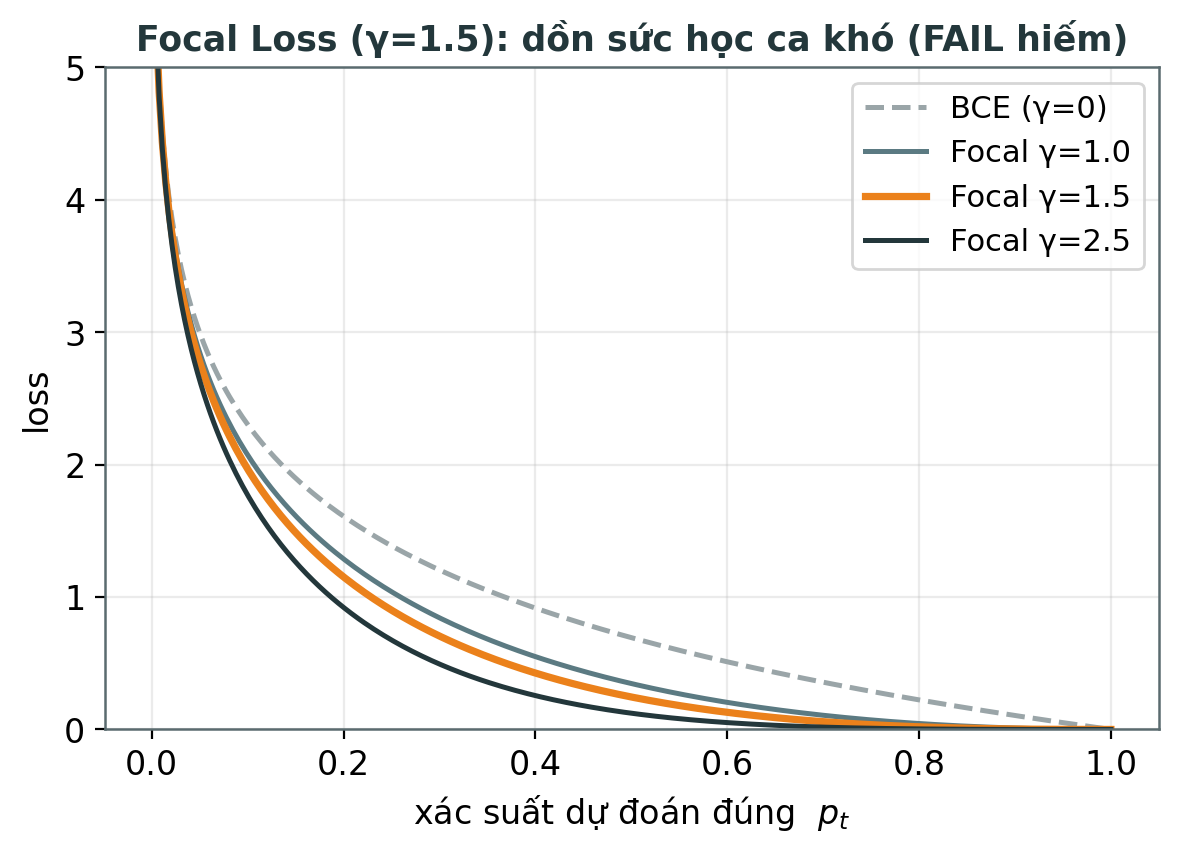 Focal Loss (γ=1.5): dồn sức học ca khó (FAIL hiếm)
BCE (γ=0)
Focal γ=1.0
Focal γ=1.5
Focal γ=2.5
5
4
3
2
1
0
loss
0.0 0.2 0.4 0.6 0.8 1.0
xác suất dự đoán đúng pt